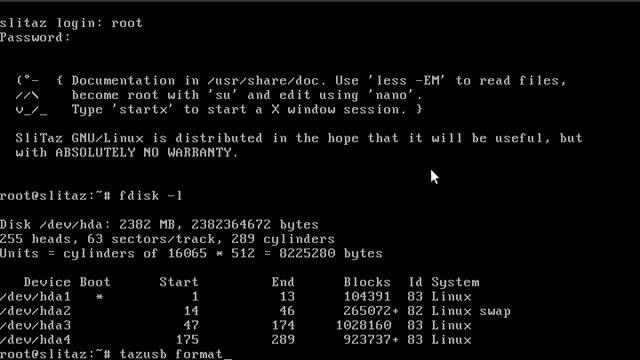 slitaz login: root
Password:
(°- { Documentation in /usr/share/doc. Use 'less -EM' to read files,
//\ become root with 'su' and edit using 'nano'.
v_/_ Type 'startx' to start a X window session. }
SliTaz GNU/Linux is distributed in the hope that it will be useful, but
with ABSOLUTELY NO WARRANTY.
root@slitaz:~# fdisk -l
Disk /dev/hda: 2382 MB, 2382364672 bytes
255 heads, 63 sectors/track, 289 cylinders
Units = cylinders of 16065 * 512 = 8225280 bytes
Device Boot Start End Blocks Id System
/dev/hda1 * 1 13 104391 83 Linux
/dev/hda2 14 46 265072+ 82 Linux swap
/dev/hda3 47 174 1028160 83 Linux
/dev/hda4 175 289 923737+ 83 Linux
root@slitaz:~# tazusb format_